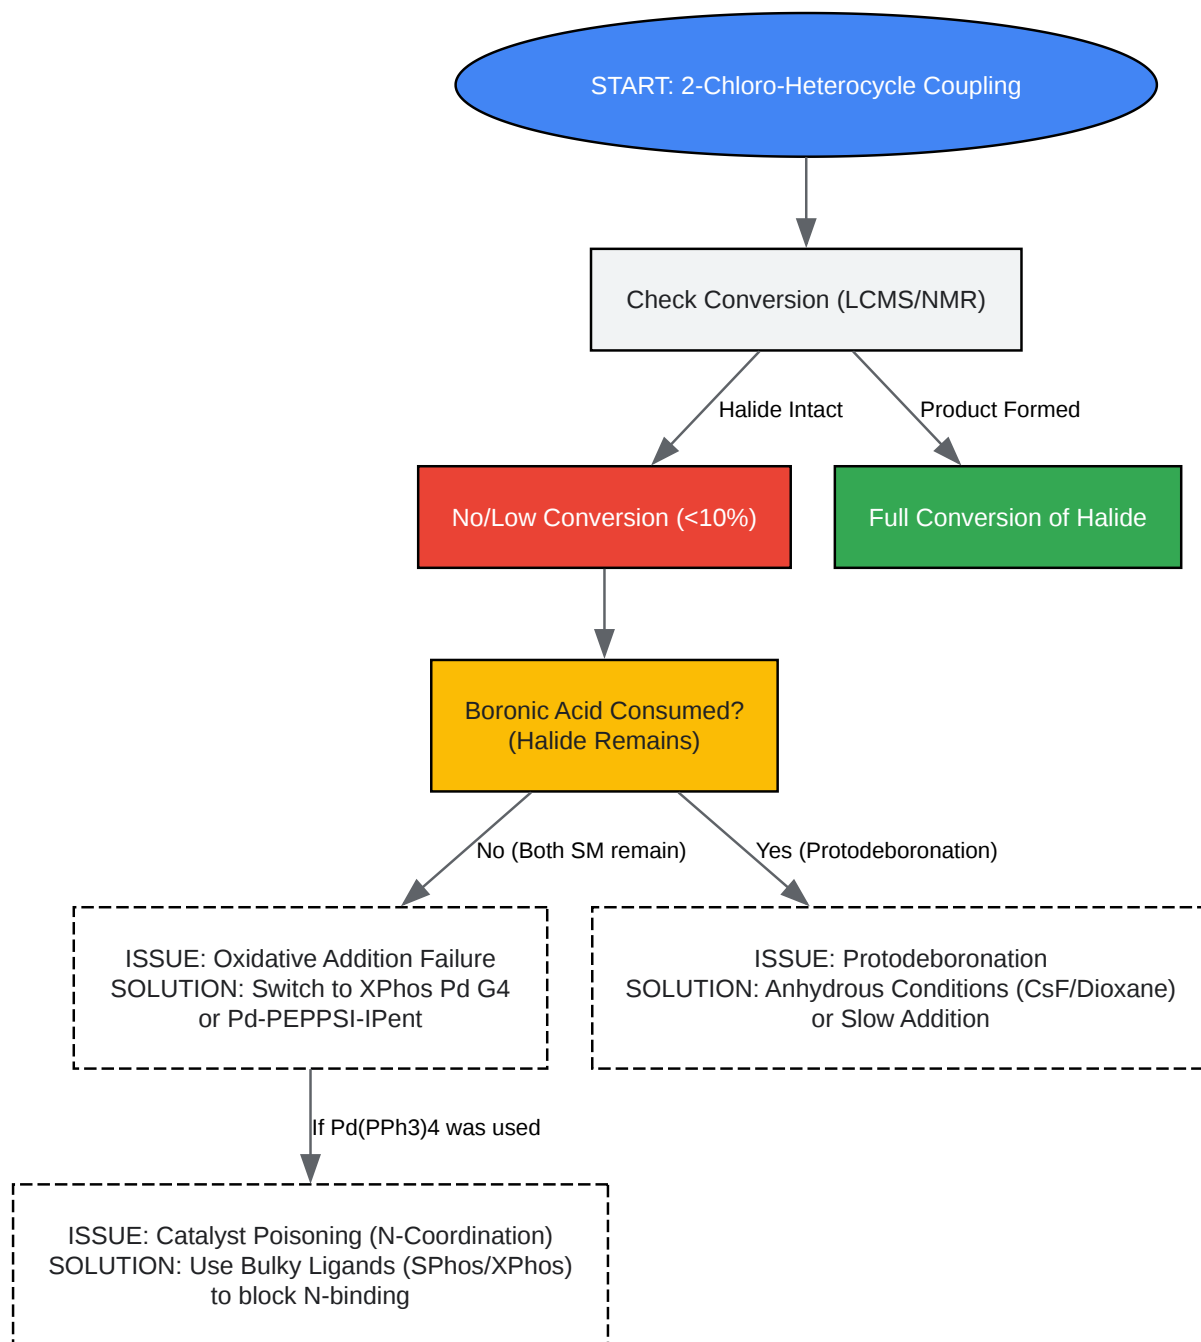 START: 2-Chloro-Heterocycle Coupling
Check Conversion (LCMS/NMR)
Halide Intact
Product Formed
No/Low Conversion (<10%)
Full Conversion of Halide
Boronic Acid Consumed?
(Halide Remains)
No (Both SM remain)
Yes (Protodeboronation)
ISSUE: Oxidative Addition Failure
SOLUTION: Switch to XPhos Pd G4
or Pd-PEPPSI-IPent
ISSUE: Protodeboronation
SOLUTION: Anhydrous Conditions (CsF/Dioxane)
or Slow Addition
If Pd(PPh3)4 was used
ISSUE: Catalyst Poisoning (N-Coordination)
SOLUTION: Use Bulky Ligands (SPhos/XPhos)
to block N-binding